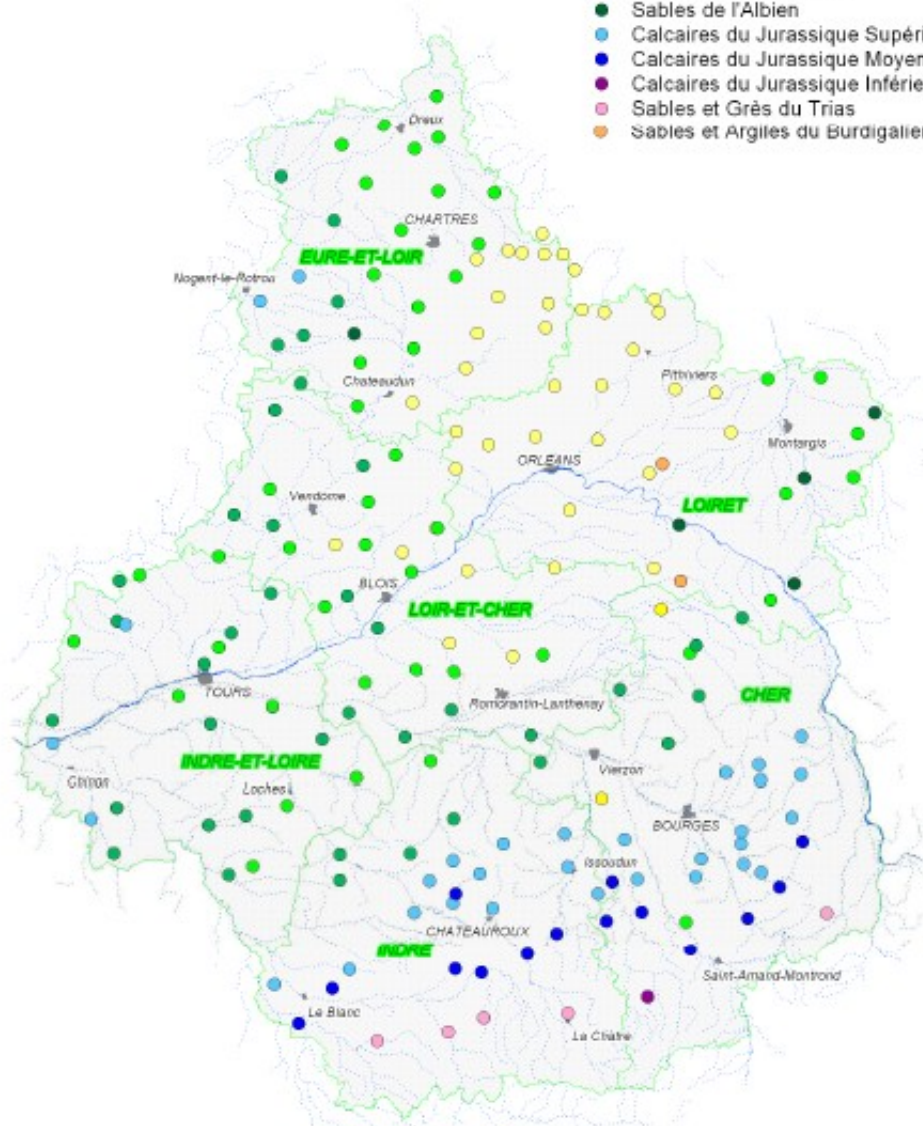 Sables de l'Albien
Calcaires du Jurassique Supéri
Calcaires du Jurassique Moyen
Calcaires du Jurassique Inférie
Sables et Grès du Trias
Sables et Argiles du Burdigalien
Dreux
CHARTRES
EURE-ET-LOIR
Nogent-le-Rotrou
Pithiviers
Chateaudun
Montargis
ORLEANS
Vendome
LOIRET
BLOIS
LOIR-ET-CHER
TOURS
Romorantin-Lanthenay
CHER
INDRE-ET-LOIRE
Vierzon
Chinon
Loches
BOURGES
Issoudun
CHATEAUROUX
INDRE
Saint-Amand-Montrond
Le Blanc
La Châtre